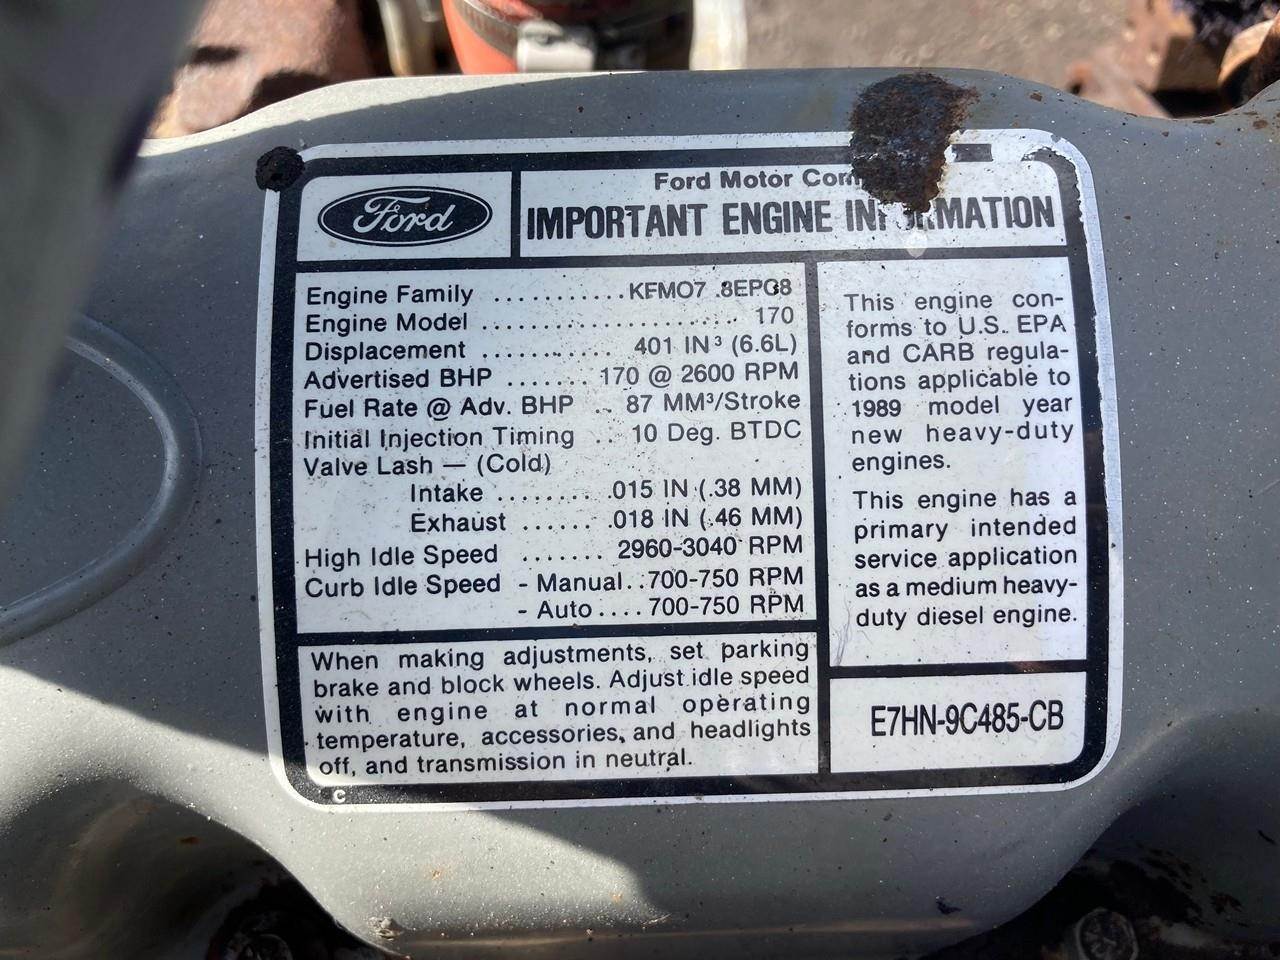 Ford
Ford Motor
IMPORTANT ENGINE
Engine Family ............KFM07
Engine Model ....................... 170
Displacement ............ 401 IN³ (6.6L)
Advertised BHP ....... 170 @ 2600 RPM
Fuel Rate @ Adv. BHP .. 87 MM³/Stroke
Initial Injection Timing .. 10 Deg. BTDC
Valve Lash — (Cold)
Intake ......... .015 IN (.38 MM)
Exhaust ...... .018 IN (.46 MM)
High Idle Speed ....... 2960-3040 RPM
Curb Idle Speed - Manual..700-750 RPM
- Auto .... 700-750 RPM
When making adjustments, set parking
brake and block wheels. Adjust idle speed
with engine at normal operating
temperature, accessories, and headlights
off, and transmission in neutral.
C
This engine con-
forms to U.S. EPA
and CARB regula-
tions applicable to
1989 model year
new heavy-duty
engines.
This engine has a
primary intended
service application
as a medium heavy-
duty diesel engine.
E7HN-9C485-CB